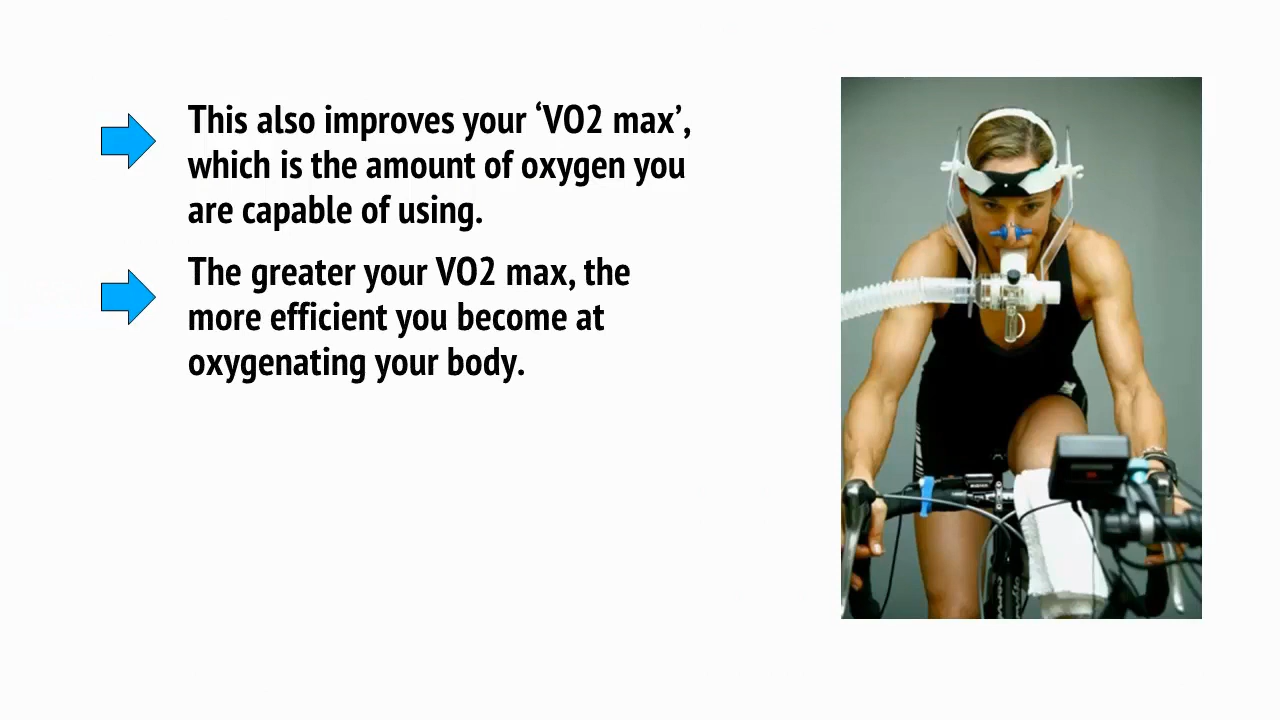 This also improves your ‘VO2 max’,
which is the amount of oxygen you
are capable of using.
The greater your VO2 max, the
more efficient you become at
oxygenating your body.